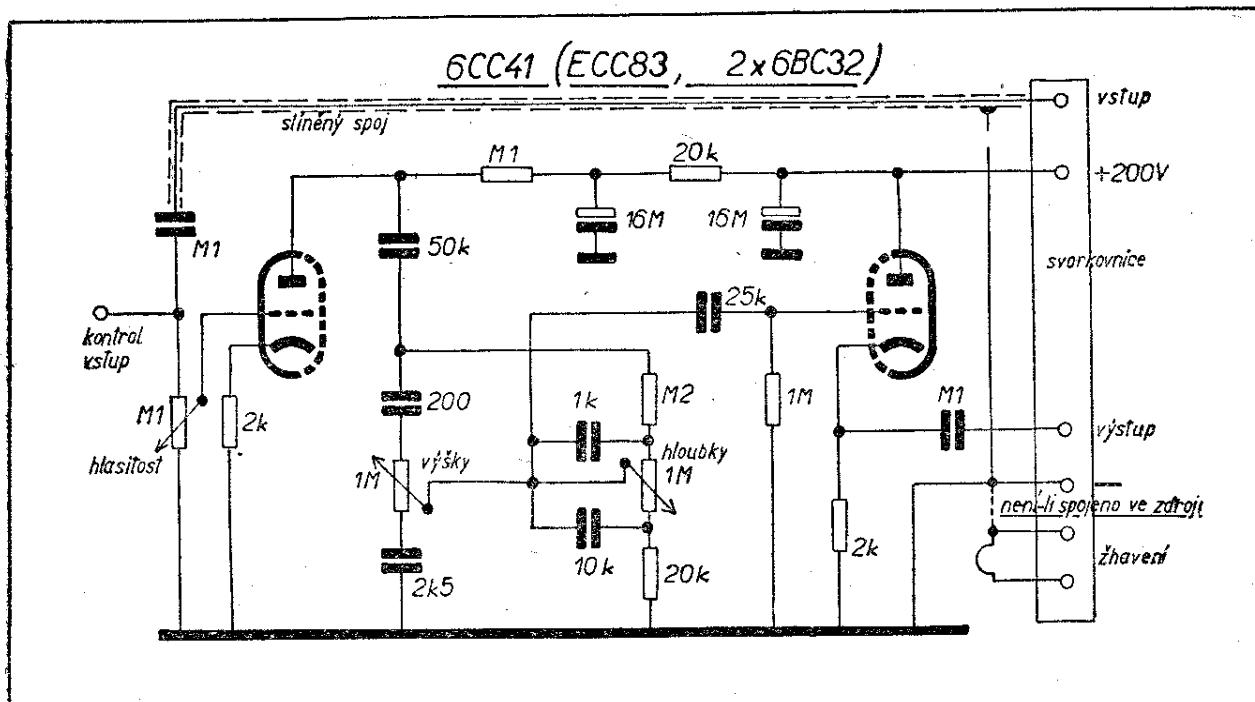 6CC41 (ECC83, 2x6BC32)
vstup
stíněný spoj
M1
20k
+200V
M1
16M
16M
50k
svorkovnice
25k
kontrol
vstup
M1
2k
200
1k
M2
1M
M1
výstup
hlasitost
1M
výšky
hloubky
1M
—
není-li spojeno ve zdroji
2k5
10k
20k
2k
žhavení